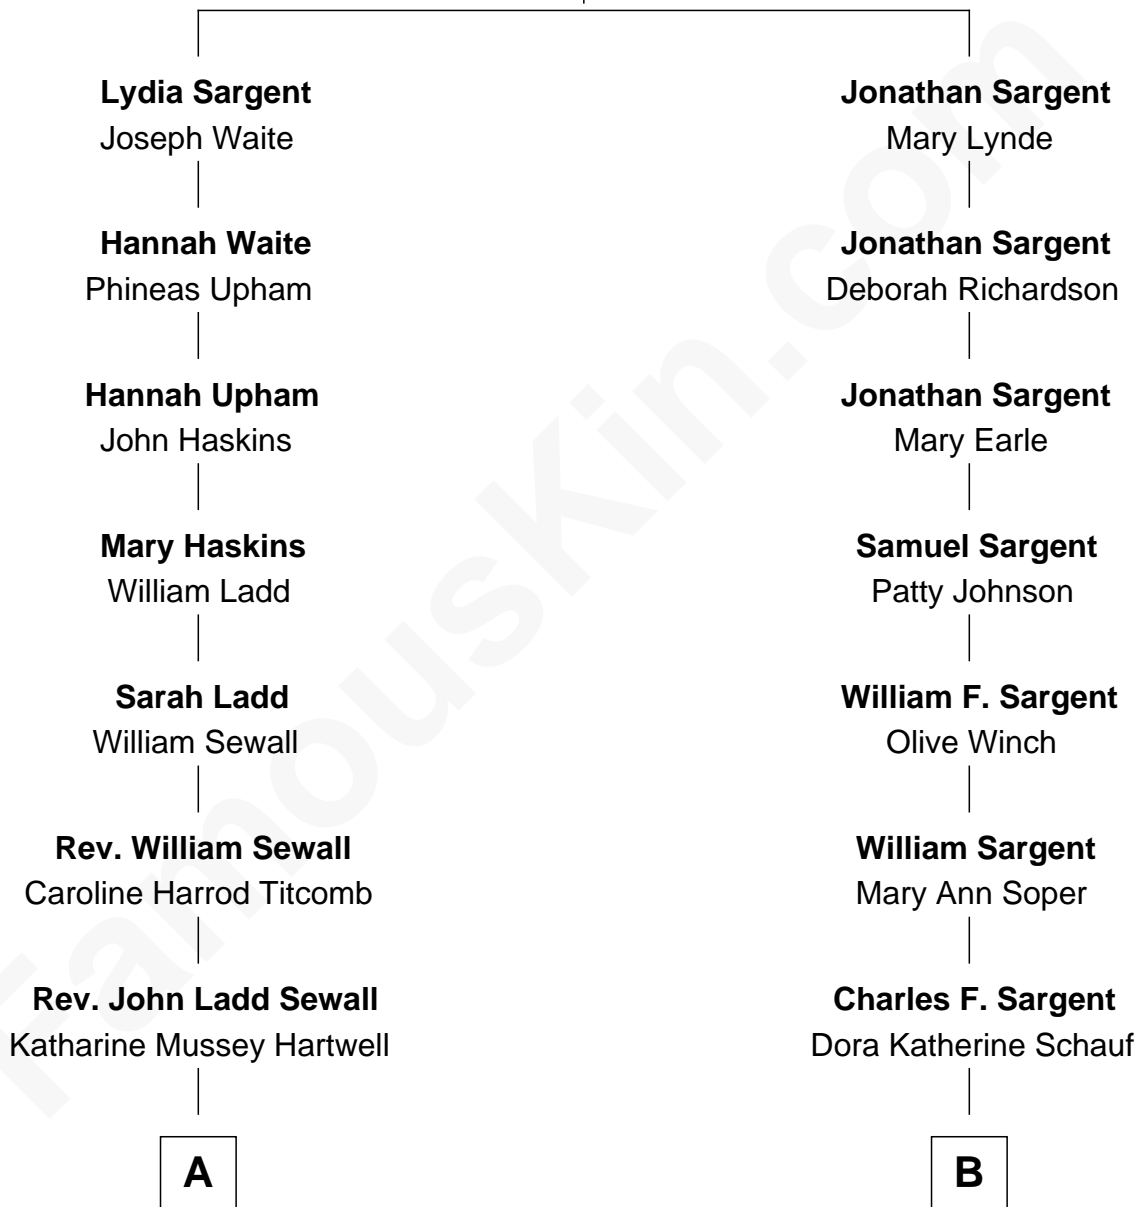 Lydia Sargent
Joseph Waite
Hannah Waite
Phineas Upham
Hannah Upham
John Haskins
Mary Haskins
William Ladd
Sarah Ladd
William Sewall
Rev. William Sewall
Caroline Harrod Titcomb
Rev. John Ladd Sewall
Katharine Mussey Hartwell
A
Jonathan Sargent
Mary Lynde
Jonathan Sargent
Deborah Richardson
Jonathan Sargent
Mary Earle
Samuel Sargent
Patty Johnson
William F. Sargent
Olive Winch
William Sargent
Mary Ann Soper
Charles F. Sargent
Dora Katherine Schauf
B
FamousKin.com